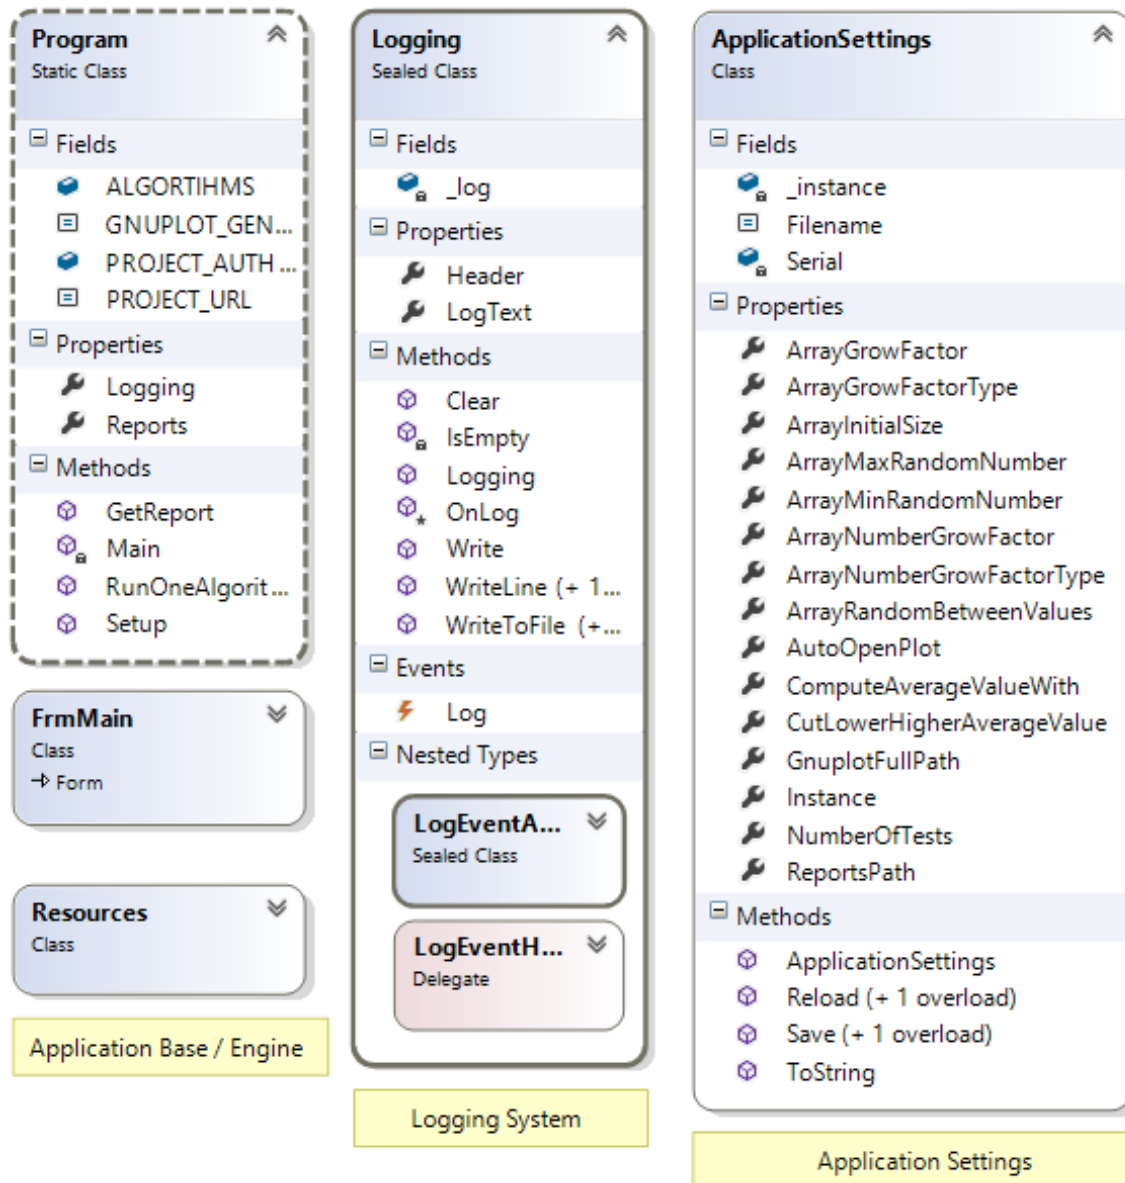 Program
Static Class
Fields
ALGORTIHMS
GNUPLOT_GEN...
PROJECT_AUTH...
PROJECT_URL
Properties
Logging
Reports
Methods
GetReport
Main
RunOneAlgorit...
Setup
FrmMain
Class
Form
Resources
Class
Application Base / Engine
Logging
Sealed Class
Fields
_log
Properties
Header
LogText
Methods
Clear
IsEmpty
Logging
OnLog
Write
WriteLine (+ 1...
WriteToFile (+...
Events
Log
Nested Types
LogEventA...
Sealed Class
LogEventH...
Delegate
Logging System
ApplicationSettings
Class
Fields
_instance
Filename
Serial
Properties
ArrayGrowFactor
ArrayGrowFactorType
ArrayInitialSize
ArrayMaxRandomNumber
ArrayMinRandomNumber
ArrayNumberGrowFactor
ArrayNumberGrowFactorType
ArrayRandomBetweenValues
AutoOpenPlot
ComputeAverageValueWith
CutLowerHigherAverageValue
GnuplotFullPath
Instance
NumberOfTests
ReportsPath
Methods
ApplicationSettings
Reload (+ 1 overload)
Save (+ 1 overload)
ToString
Application Settings